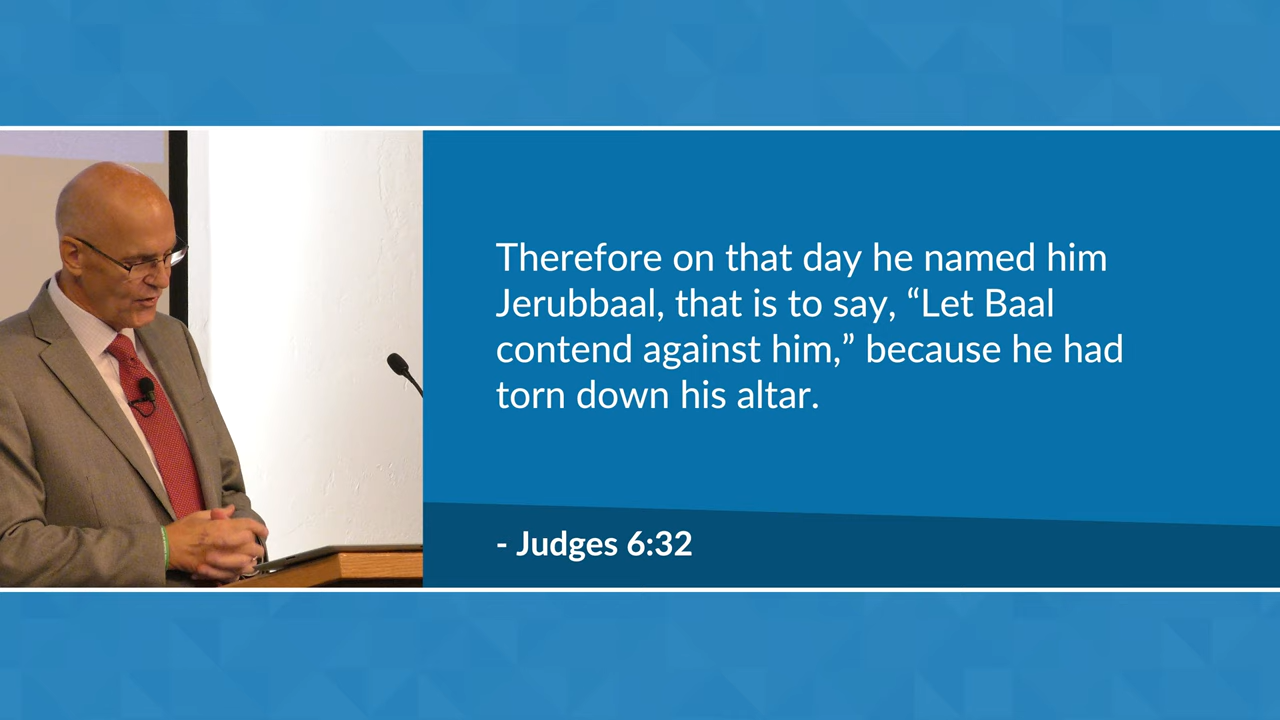 Therefore on that day he named him
Jerubbaal, that is to say, “Let Baal
contend against him,” because he had
torn down his altar.
- Judges 6:32